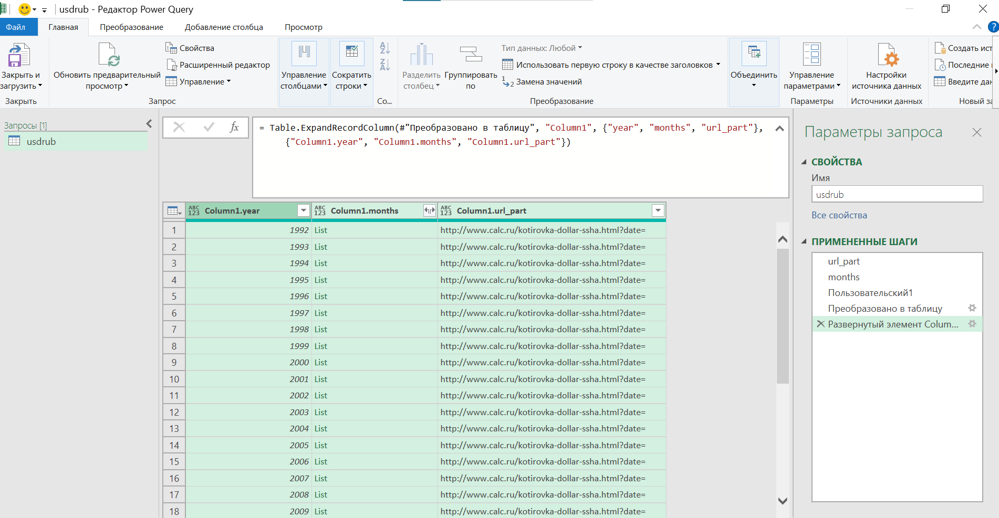 usdrub - Редактор Power Query
Файл
Главная
Преобразование
Добавление столбца
Просмотр
?
Закрыть и
загрузить
Закрыть
Обновить предварительный
просмотр
Свойства
Расширенный редактор
Управление
Запрос
Управление
столбцами
Сократить
строки
A
Z
Z
A
Со...
Разделить
столбец
Группировать
по
Тип данных: Любой
Использовать первую строку в качестве заголовков
1
2
Замена значений
Преобразование
Объединить
Управление
параметрами
Параметры
Настройки
источника данных
Источники данных
Создать ист
Последние
Введите дан
Новый за
Запросы [1]
usdrub
fx
= Table.ExpandRecordColumn(#"Преобразовано в таблицу", "Column1", {"year", "months", "url_part"},
{"Column1.year", "Column1.months", "Column1.url_part"})
ABC 123 Column1.year ABC 123 Column1.months ABC 123 Column1.url_part
1 1992 List http://www.calc.ru/kotirovka-dollar-ssha.html?date=
2 1993 List http://www.calc.ru/kotirovka-dollar-ssha.html?date=
3 1994 List http://www.calc.ru/kotirovka-dollar-ssha.html?date=
4 1995 List http://www.calc.ru/kotirovka-dollar-ssha.html?date=
5 1996 List http://www.calc.ru/kotirovka-dollar-ssha.html?date=
6 1997 List http://www.calc.ru/kotirovka-dollar-ssha.html?date=
7 1998 List http://www.calc.ru/kotirovka-dollar-ssha.html?date=
8 1999 List http://www.calc.ru/kotirovka-dollar-ssha.html?date=
9 2000 List http://www.calc.ru/kotirovka-dollar-ssha.html?date=
10 2001 List http://www.calc.ru/kotirovka-dollar-ssha.html?date=
11 2002 List http://www.calc.ru/kotirovka-dollar-ssha.html?date=
12 2003 List http://www.calc.ru/kotirovka-dollar-ssha.html?date=
13 2004 List http://www.calc.ru/kotirovka-dollar-ssha.html?date=
14 2005 List http://www.calc.ru/kotirovka-dollar-ssha.html?date=
15 2006 List http://www.calc.ru/kotirovka-dollar-ssha.html?date=
16 2007 List http://www.calc.ru/kotirovka-dollar-ssha.html?date=
17 2008 List http://www.calc.ru/kotirovka-dollar-ssha.html?date=
18 2009 List http://www.calc.ru/kotirovka-dollar-ssha.html?date=
Параметры запроса
СВОЙСТВА
Имя
usdrub
Все свойства
ПРИМЕНЕННЫЕ ШАГИ
url_part
months
Пользовательский1
Преобразовано в таблицу
Развернутый элемент Colum...